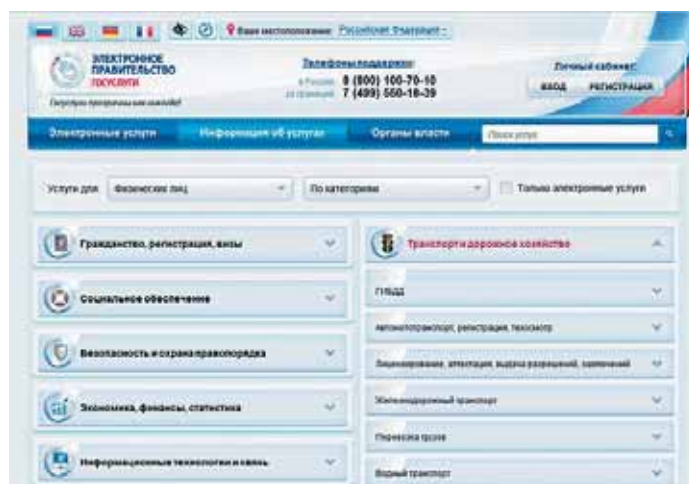 Ваше местоположение: Российская Федерация
ЭЛЕКТРОННОЕ
ПРАВИТЕЛЬСТВО
ГОСУСЛУГИ
Телефоны поддержки:
в России 8 (800) 100-70-10
за границей 7 (499) 550-18-39
Личный кабинет:
ВХОД РЕГИСТРАЦИЯ
Электронные услуги Информация об услугах Органы власти Поиск услуг
Услуги для Физических лиц По категориям Только электронные услуги
Гражданство, регистрация, визы
Социальное обеспечение
Безопасность и охрана правопорядка
Экономика, финансы, статистика
Информационные технологии и связь
Транспорт и дорожное хозяйство
ГИБДД
Автомототранспорт, регистрация, техосмотр
Лицензирование, аттестация, выдача разрешений, заключений
Железнодорожный транспорт
Перевозка грузов
Водный транспорт